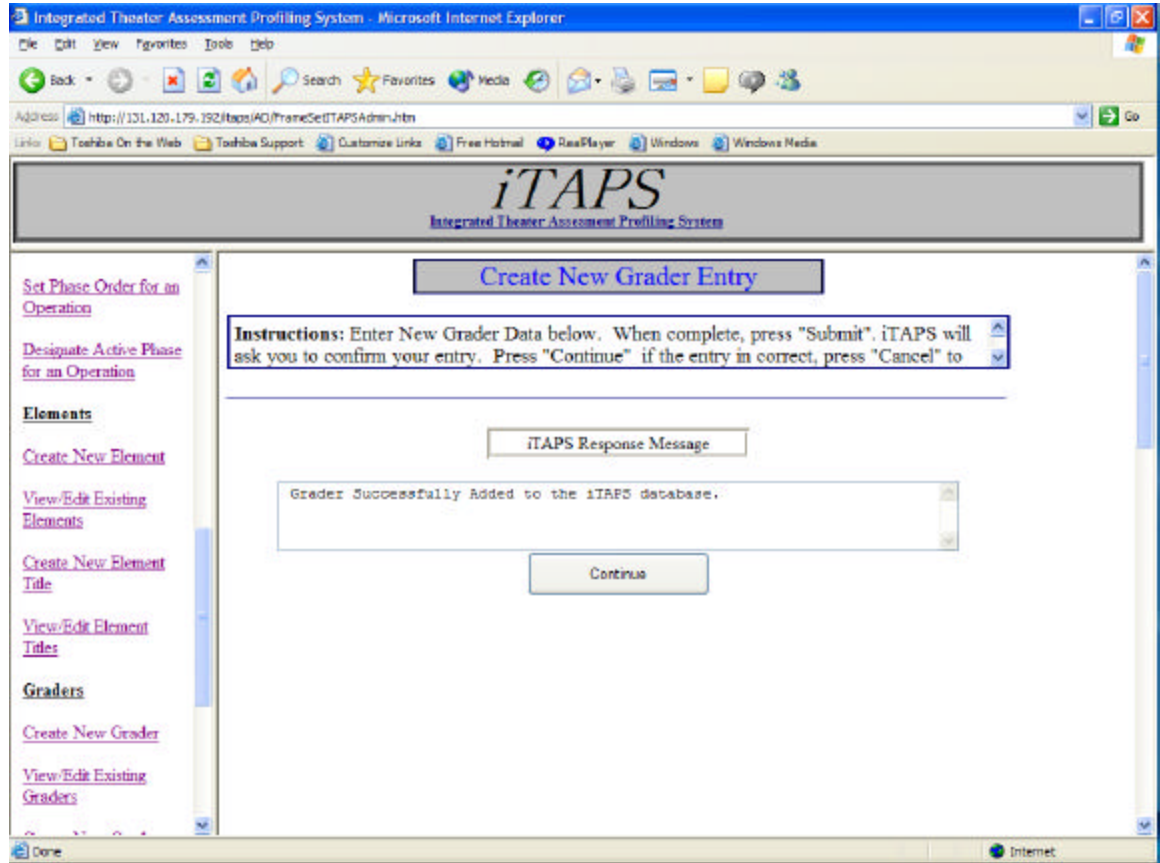 Integrated Theater Assessment Profiling System - Microsoft Internet Explorer
File Edit View Favorites Tools Help
Back Search Favorites Media
Address http://131.120.179.192/itaps/AO/FrameSetITAPSAdmin.htm Go
Links Toshiba On the Web Toshiba Support Customize Links Free Hotmail RealPlayer Windows Windows Media
iTAPS
Integrated Theater Assessment Profiling System
Set Phase Order for an
Operation
Designate Active Phase
for an Operation
Elements
Create New Element
View/Edit Existing
Elements
Create New Element
Title
View/Edit Element
Titles
Graders
Create New Grader
View/Edit Existing
Graders
Create New Grader Entry
Instructions: Enter New Grader Data below. When complete, press "Submit". iTAPS will
ask you to confirm your entry. Press "Continue" if the entry in correct, press "Cancel" to
iTAPS Response Message
Grader Successfully Added to the iTAPS database.
Continue
Done Internet